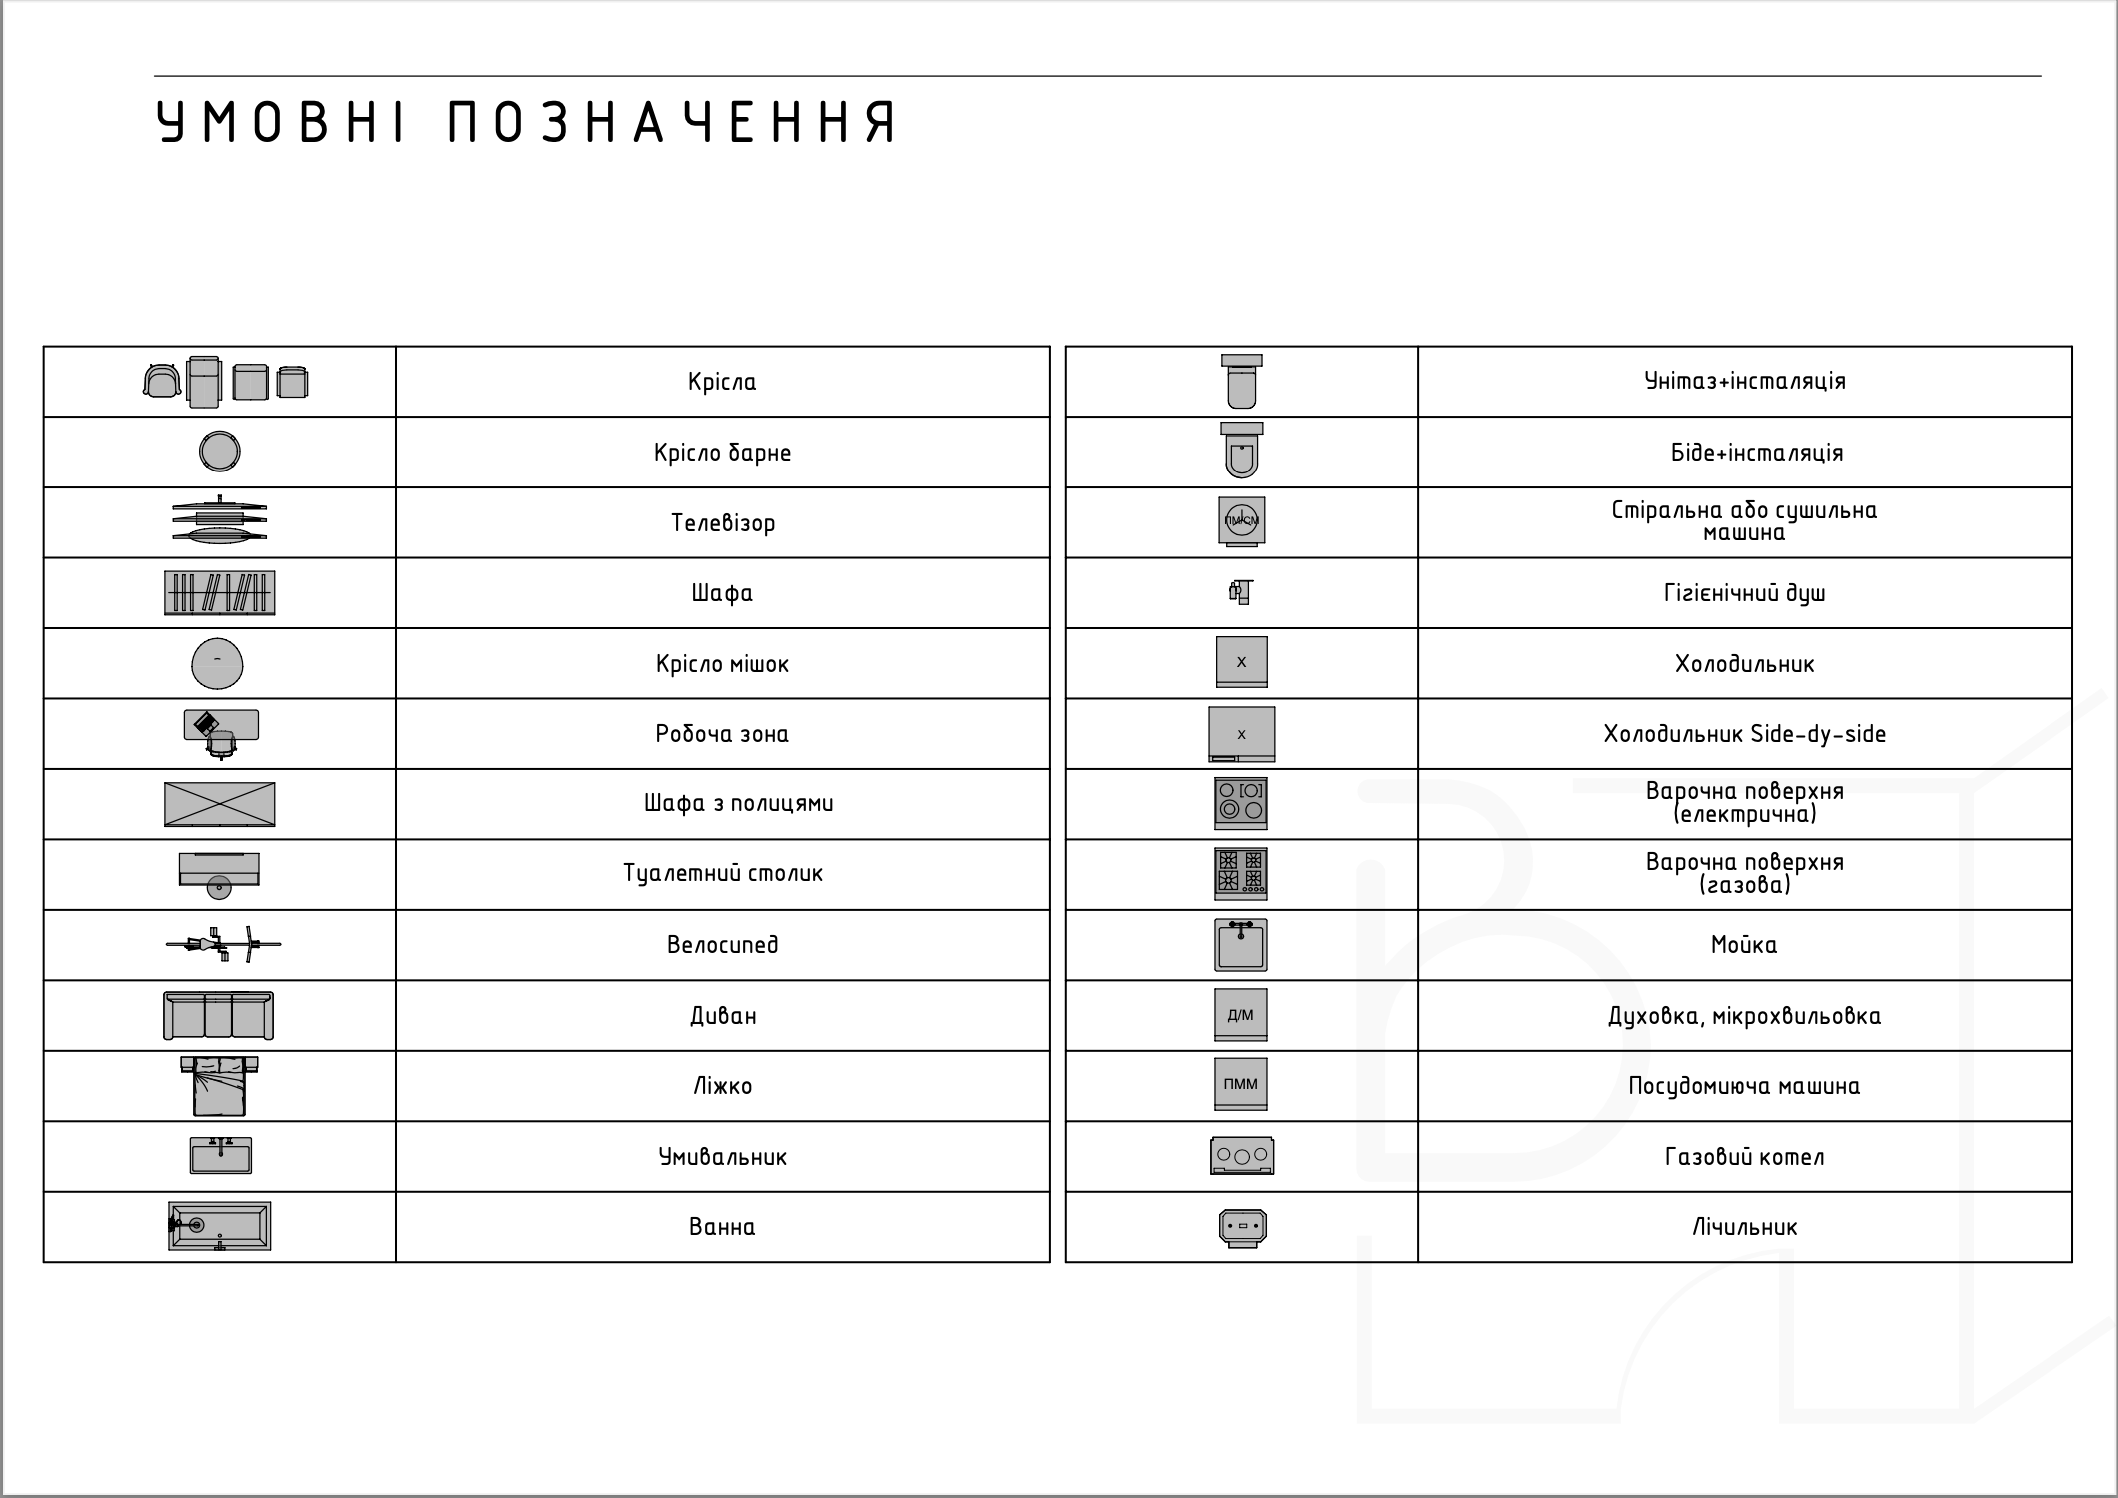 УМОВНІ ПОЗНАЧЕННЯ
Крісла
Крісло барне
Телевізор
Шафа
Крісло мішок
Робоча зона
Шафа з полицями
Туалетний столик
Велосипед
Диван
Ліжко
Умивальник
Ванна
Унітаз+інсталяція
Біде+інсталяція
ПМ/СМ
Стіральна або сушильна
машина
Гігієнічний душ
X
Холодильник
X
Холодильник Side-dy-side
Варочна поверхня
(електрична)
Варочна поверхня
(газова)
Мойка
Д/М
Духовка, мікрохвильовка
ПММ
Посудомиюча машина
Газовий котел
Лічильник